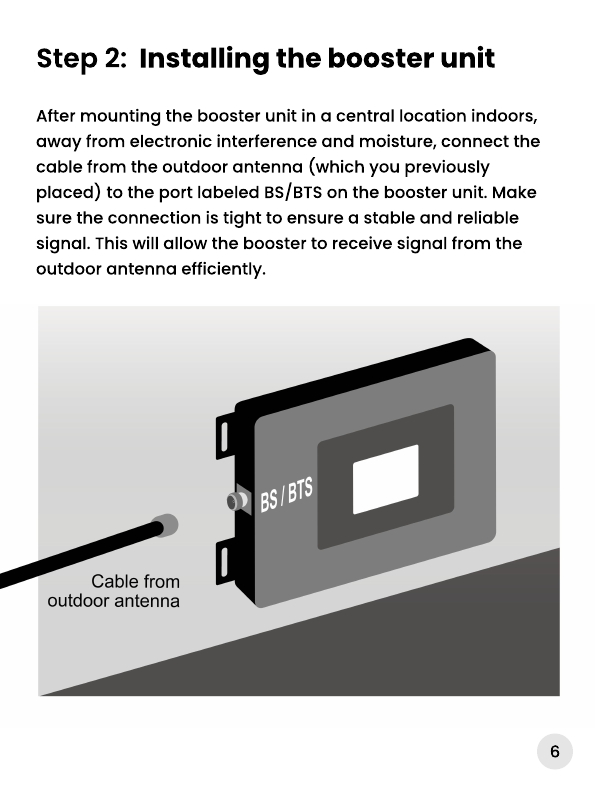 Step 2: Installing the booster unit
After mounting the booster unit in a central location indoors,
away from electronic interference and moisture, connect the
cable from the outdoor antenna (which you previously
placed) to the port labeled BS/BTS on the booster unit. Make
sure the connection is tight to ensure a stable and reliable
signal. This will allow the booster to receive signal from the
outdoor antenna efficiently.
BS / BTS
Cable from
outdoor antenna
6